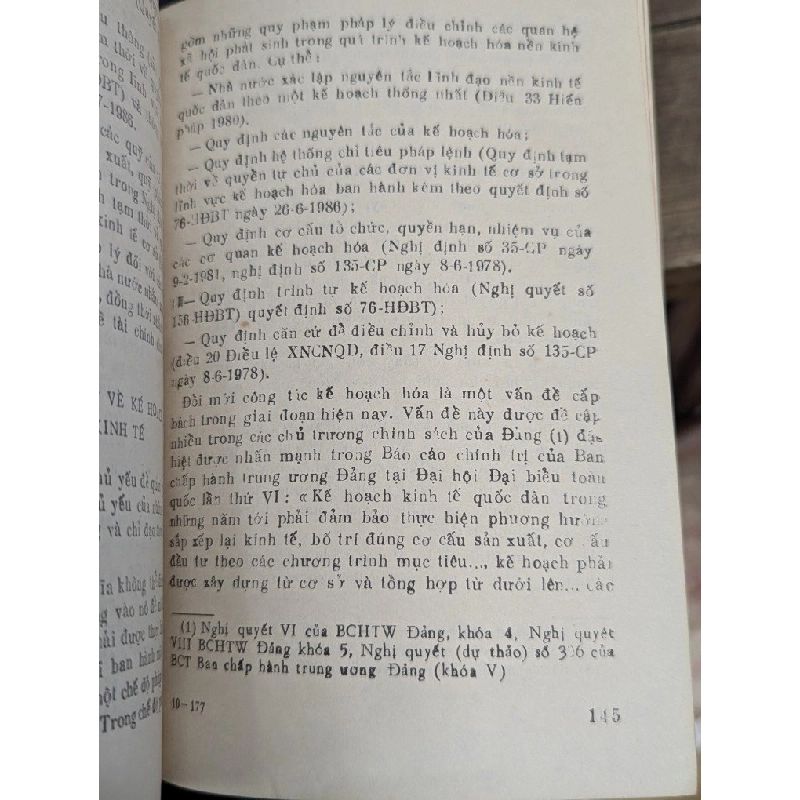 gồm những quy phạm pháp lý điều chỉnh các quan hệ
xã hội phát sinh trong quá trình kế hoạch hóa nền kinh
tế quốc dân. Cụ thể:
— Nhà nước xác lập nguyên tắc lãnh đạo nền kinh tế
quốc dân theo một kế hoạch thống nhất (Điều 33 Hiến
pháp 1980).
— Quy định các nguyên tắc của kế hoạch hóa;
— Quy định hệ thống chỉ tiêu pháp lệnh (Quy định tạm
thời về quyền tự chủ của các đơn vị kinh tế cơ sở trong
lĩnh vực kế hoạch hóa ban hành kèm theo quyết định số
76-HĐBT ngày 26-6-1986);
— Quy định cơ cấu tổ chức, quyền hạn, nhiệm vụ của
các cơ quan kế hoạch hóa (Nghị định số 35-CP ngày
9-2-1981, nghị định số 135-CP ngày 8-6-1978).
— Quy định trình tự kế hoạch hóa (Nghị quyết số
156-HĐBT) quyết định số 76-HĐBT);
— Quy định căn cứ để điều chỉnh và hủy bỏ kế hoạch
(điều 20 Điều lệ XNCNQD, điều 17 Nghị định số 135-CP
ngày 8-6-1978).
Đổi mới công tác kế hoạch hóa là một vấn đề cấp
bách trong giai đoạn hiện nay. Vấn đề này được đề cập
nhiều trong các chủ trương chính sách của Đảng (1) đặc
biệt được nhấn mạnh trong Báo cáo chính trị của Ban
chấp hành trung ương Đảng tại Đại hội Đại biểu toàn
quốc lần thứ VI: «Kế hoạch kinh tế quốc dân trong
những năm tới phải đảm bảo thực hiện phương hướng
sắp xếp lại kinh tế, bố trí đúng cơ cấu sản xuất, cơ cấu
đầu tư theo các chương trình mục tiêu..., kế hoạch phải
được xây dựng từ cơ sở và tổng hợp từ dưới lên... các
(1) Nghị quyết VI của BCHTW Đảng, khóa 4, Nghị quyết
VIII BCHTW Đảng khóa 5, Nghị quyết (dự thảo) số 306 của
BCT Ban chấp hành trung ương Đảng (khóa V)
10-177
145
VỀ KẾ
KINH TẾ